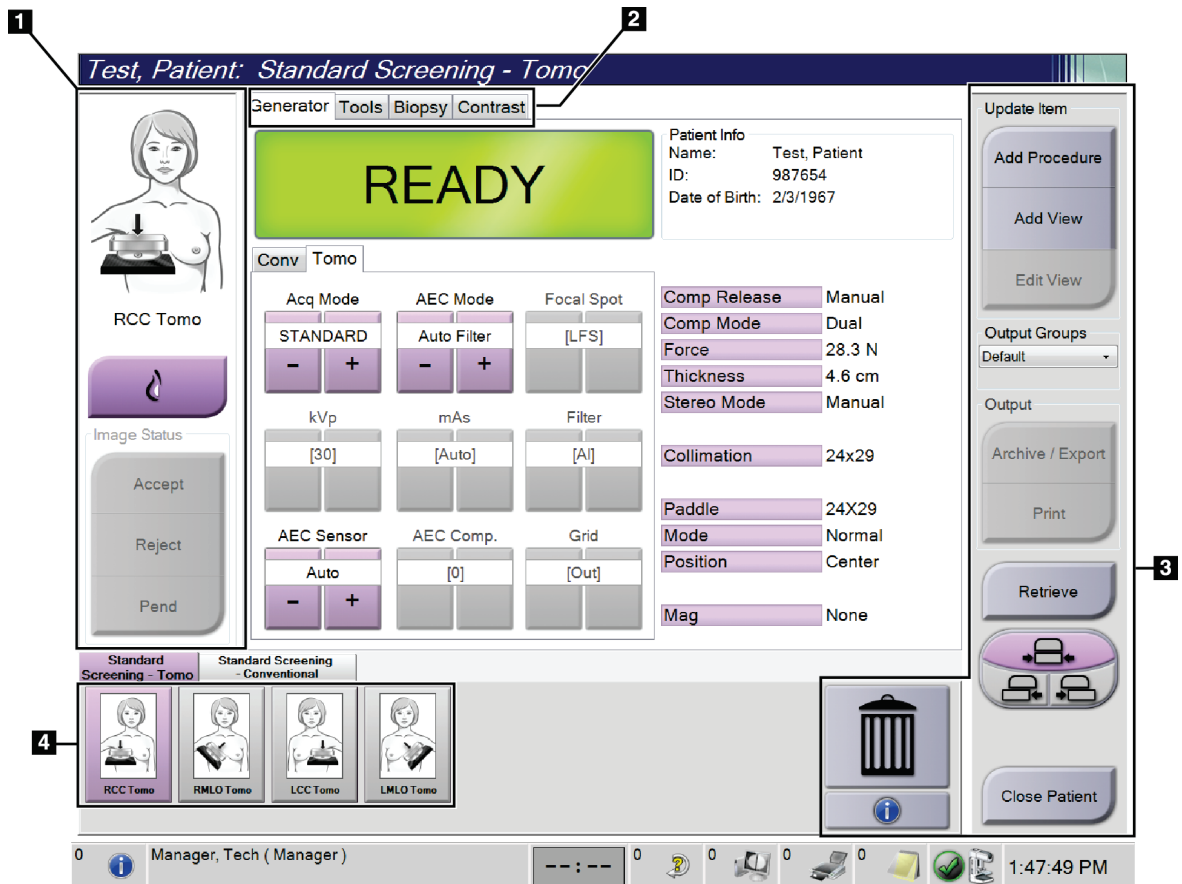 1
2
Test, Patient: Standard Screening - Tomo
Generator Tools Biopsy Contrast
Update Item
READY
Patient Info
Name: Test, Patient
ID: 987654
Date of Birth: 2/3/1967
Add Procedure
Add View
Edit View
RCC Tomo
Conv Tomo
Acq Mode AEC Mode Focal Spot
STANDARD Auto Filter [LFS]
- + - +
kVp mAs Filter
[30] [Auto] [Al]
AEC Sensor AEC Comp. Grid
Auto [0] [Out]
- +
Comp Release Manual
Comp Mode Dual
Force 28.3 N
Thickness 4.6 cm
Stereo Mode Manual
Collimation 24x29
Paddle 24X29
Mode Normal
Position Center
Mag None
Output Groups
Default
Output
Archive / Export
Print
Retrieve
3
Image Status
Accept
Reject
Pend
Standard
Screening - Tomo
Standard Screening
- Conventional
4
RCC Tomo RMLO Tomo LCC Tomo LMLO Tomo
i
Close Patient
0 i Manager, Tech ( Manager ) --:-- 0 ? 0 0 0 1:47:49 PM